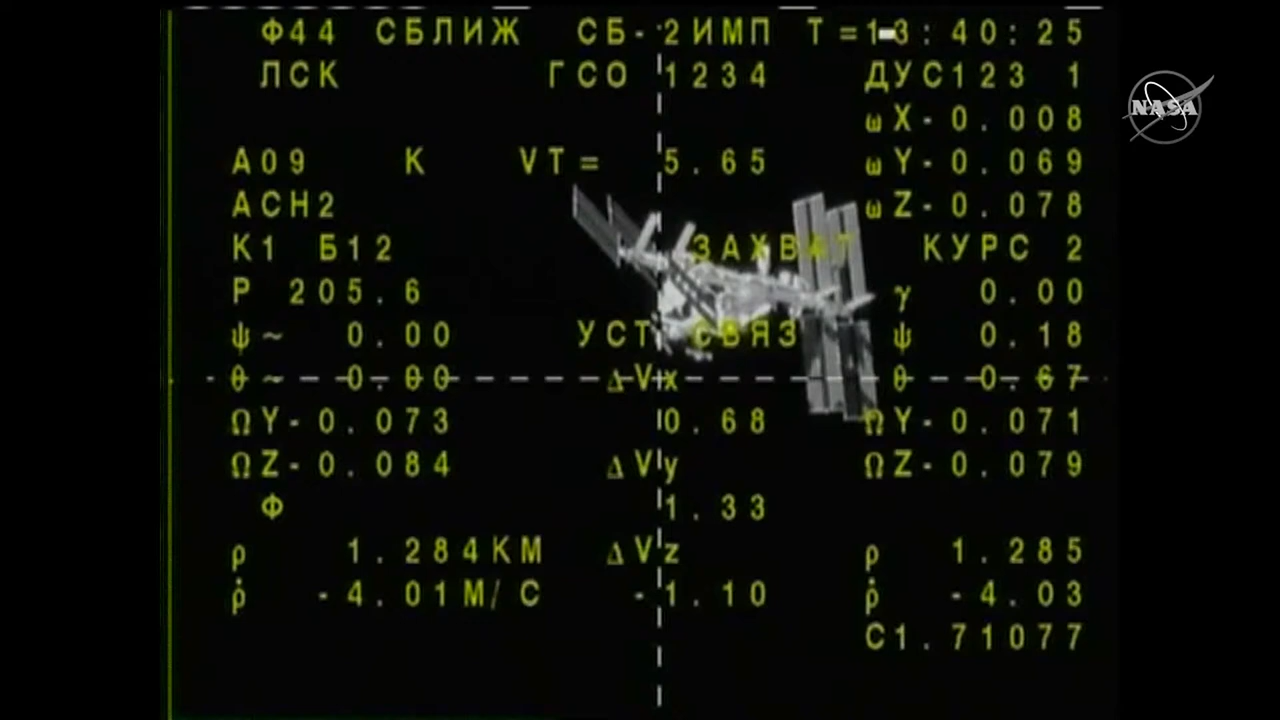 Ф44 СБЛИЖ СБ-2ИМП Т=13:40:25
ЛСК ГСО 1234 ДУС123 1
ωX-0.008
NASA
А09 К VT= 5.65 ωY-0.069
АСН2 ωZ-0.078
К1 Б12 ЗАХВАТ КУРС 2
Р 205.6 γ 0.00
ψ~ 0.00 УСТ СВЯЗ ψ 0.18
θ~ 0.00 ΔVx θ 0.67
ΩY-0.073 0.68 ΩY-0.071
ΩZ-0.084 ΔVy ΩZ-0.079
Ф 1.33
ρ 1.284КМ ΔVz ρ 1.285
ρ̇ -4.01М/С -1.10 ρ̇ -4.03
С1.71077